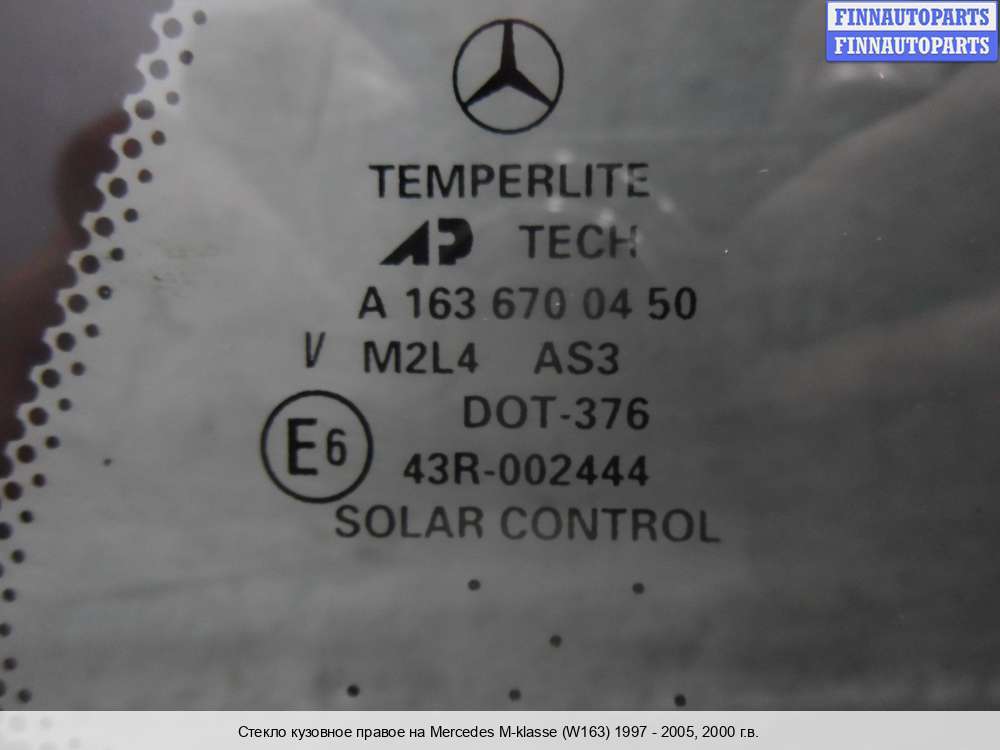 FINNAUTOPARTS
FINNAUTOPARTS
TEMPERLITE
AP TECH
A 163 670 04 50
V M2L4 AS3
DOT-376
E6
43R-002444
SOLAR CONTROL
Стекло кузовное правое на Mercedes M-klasse (W163) 1997 - 2005, 2000 г.в.